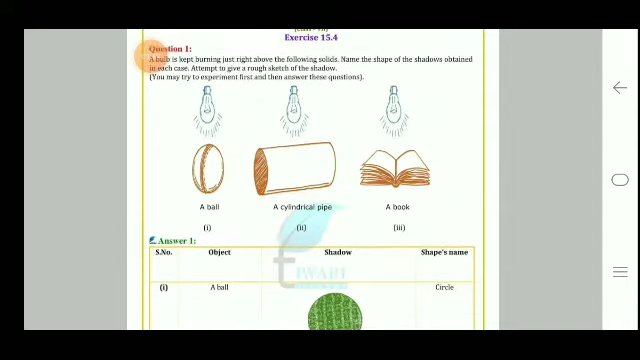 Exercise 15.4
Question 1:
A bulb is kept burning just right above the following solids. Name the shape of the shadows obtained
in each case. Attempt to give a rough sketch of the shadow.
(You may try to experiment first and then answer these questions).
A ball A cylindrical pipe A book
(i) (ii) (iii)
Answer 1:
S.No. Object Shadow Shape's name
TIWARI
(i) A ball Circle